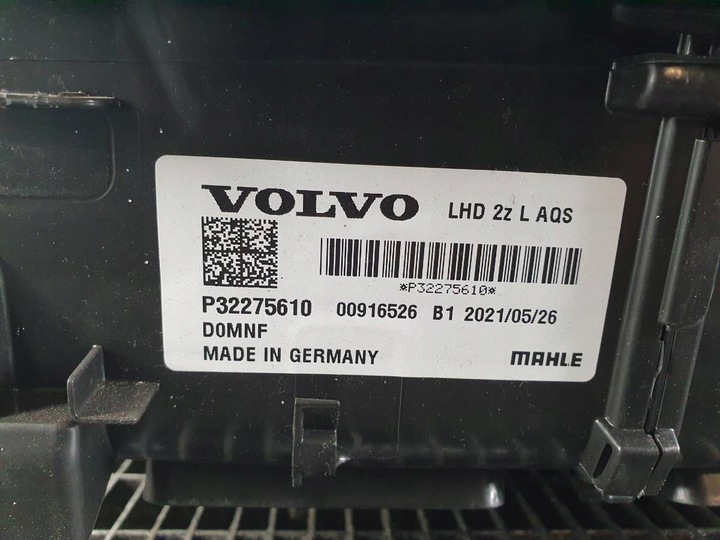 VOLVO LHD 2z L AQS
*P32275610*
P32275610 00916526 B1 2021/05/26
D0MNF
MADE IN GERMANY MAHLE